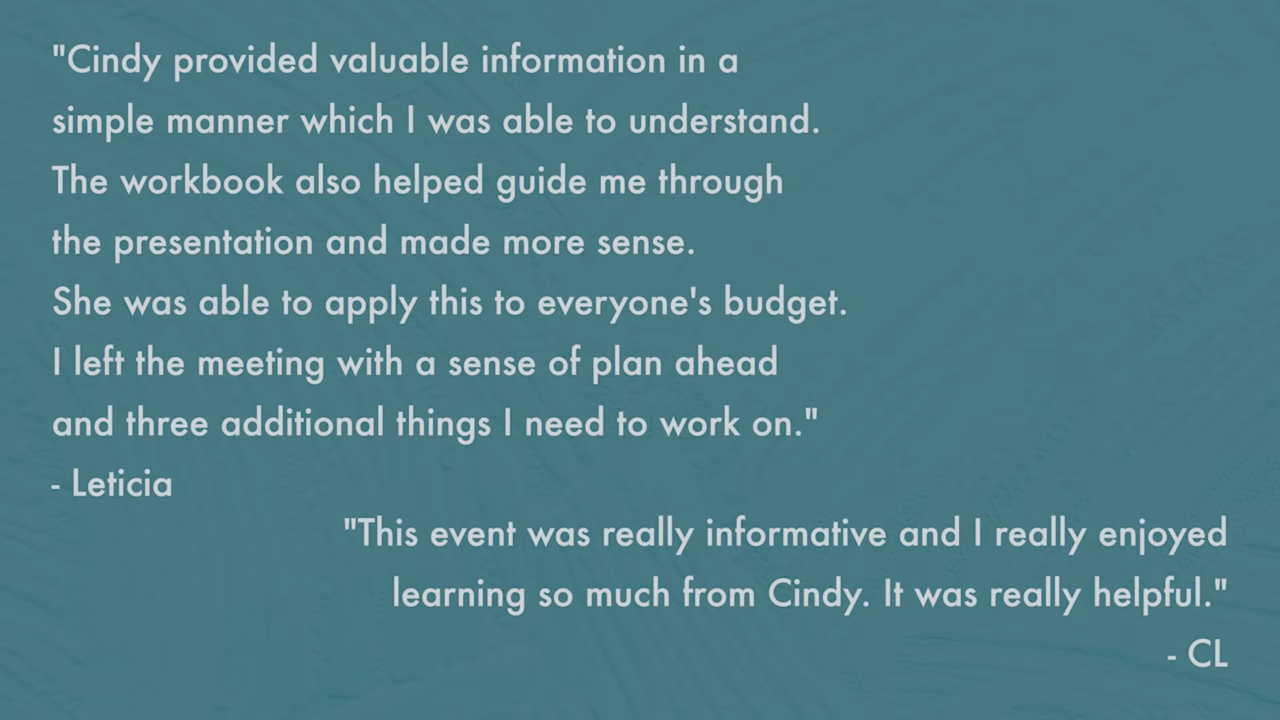 "Cindy provided valuable information in a
simple manner which I was able to understand.
The workbook also helped guide me through
the presentation and made more sense.
She was able to apply this to everyone's budget.
I left the meeting with a sense of plan ahead
and three additional things I need to work on."
- Leticia
"This event was really informative and I really enjoyed
learning so much from Cindy. It was really helpful."
- CL